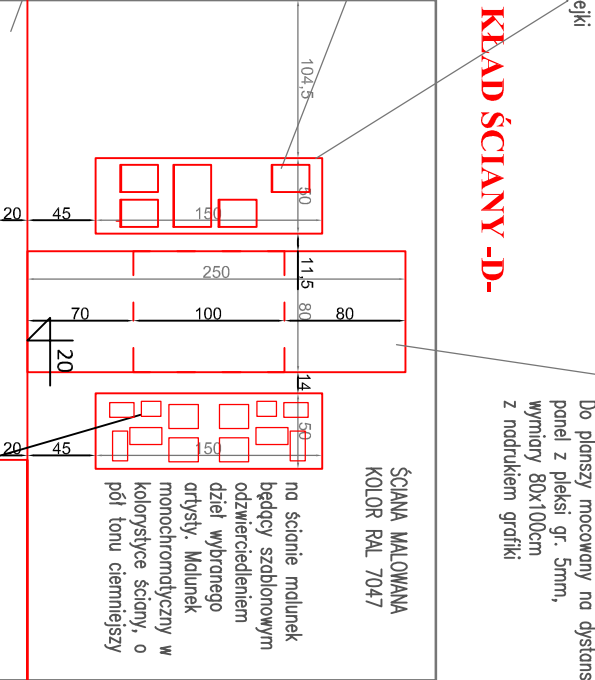 ejki
KŁAD ŚCIANY -D-
Do planszy mocowany na dystans
panel z pleksi gr. 5mm,
wymiary 80x100cm
z nadrukiem grafiki
ŚCIANA MALOWANA
KOLOR RAL 7047
na ścianie malunek
będący szablonowym
odzwierciedleniem
dzieł wybranego
artysty. Malunek
monochromatyczny w
kolorystyce ściany, o
pół tonu ciemniejszy
104,5
50
150
20
45
11,5
250
80
70
100
80
20
14
50
150
20
45